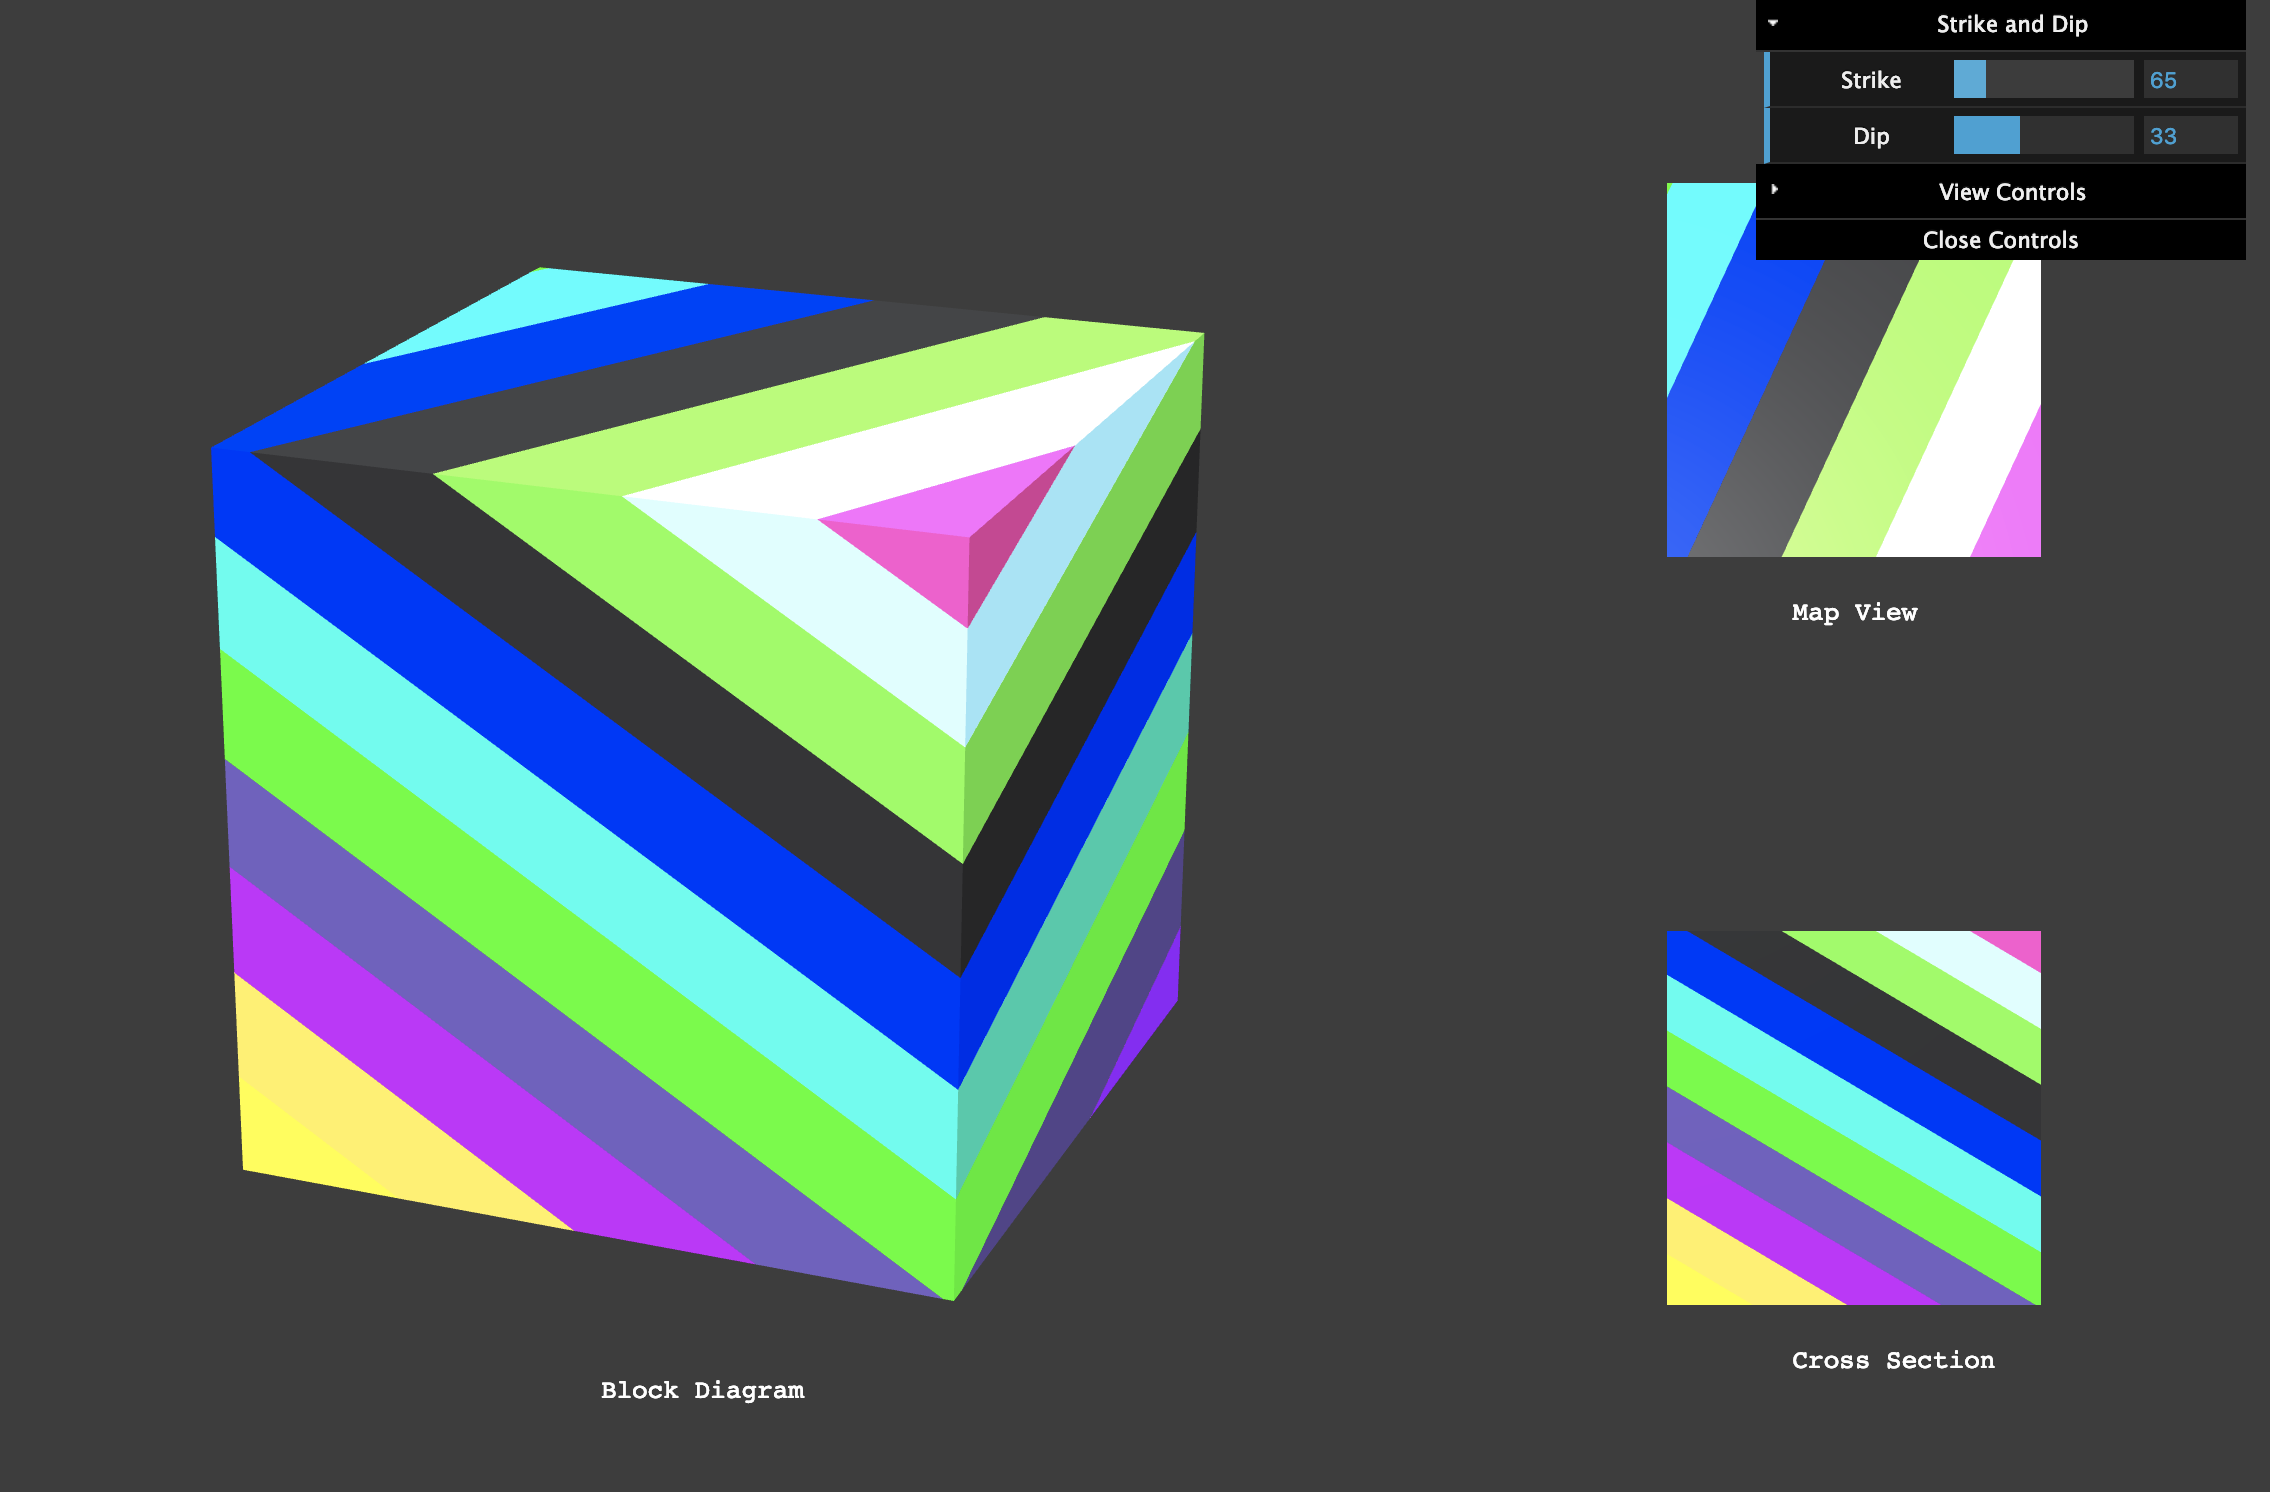 Strike and Dip
Strike 65
Dip 33
View Controls
Close Controls
Map View
Cross Section
Block Diagram